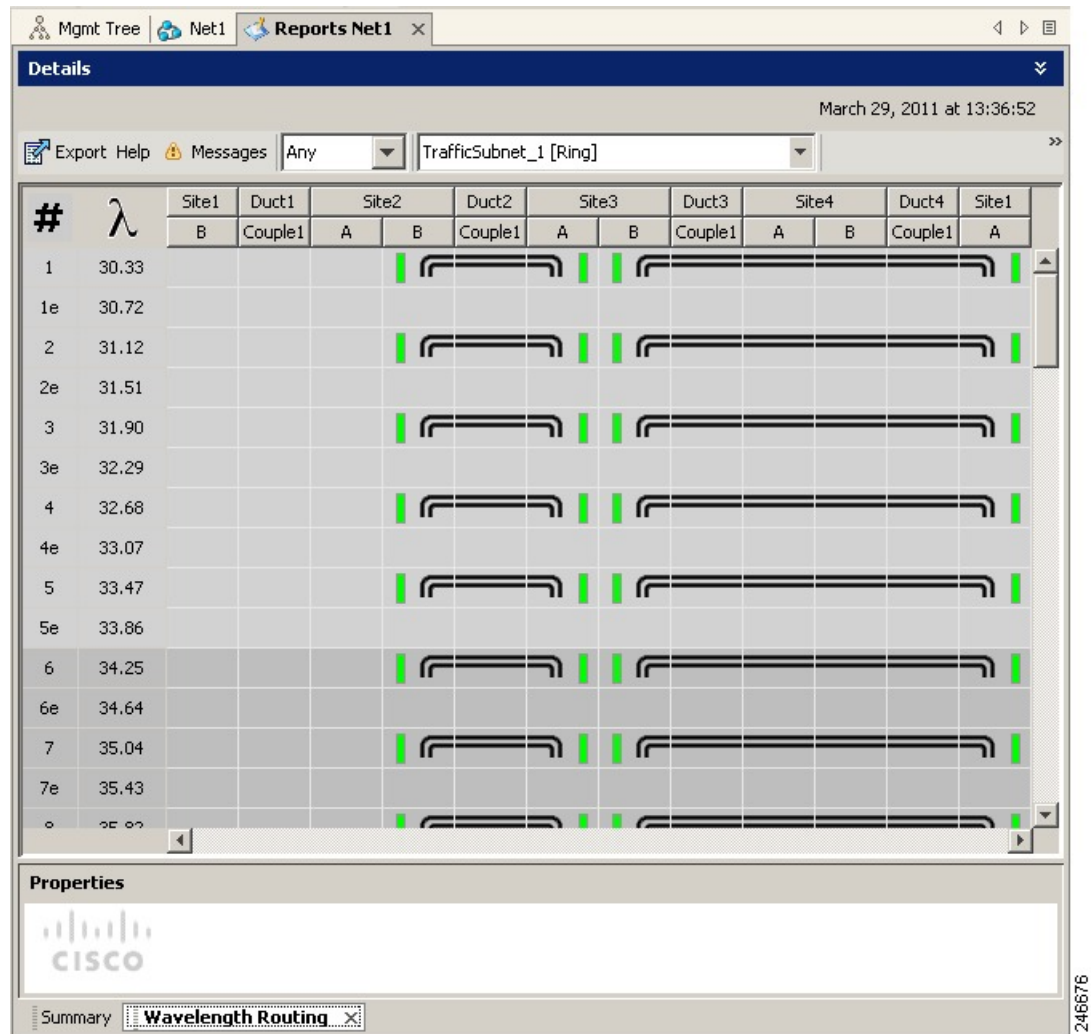 Mgmt Tree Net1 Reports Net1
Details
March 29, 2011 at 13:36:52
Export Help Messages Any TrafficSubnet_1 [Ring]
# λ Site1 Duct1 Site2 Duct2 Site3 Duct3 Site4 Duct4 Site1
B Couple1 A B Couple1 A B Couple1 A B Couple1 A
1 30.33
1e 30.72
2 31.12
2e 31.51
3 31.90
3e 32.29
4 32.68
4e 33.07
5 33.47
5e 33.86
6 34.25
6e 34.64
7 35.04
7e 35.43
Properties
CISCO
Summary Wavelength Routing
246676